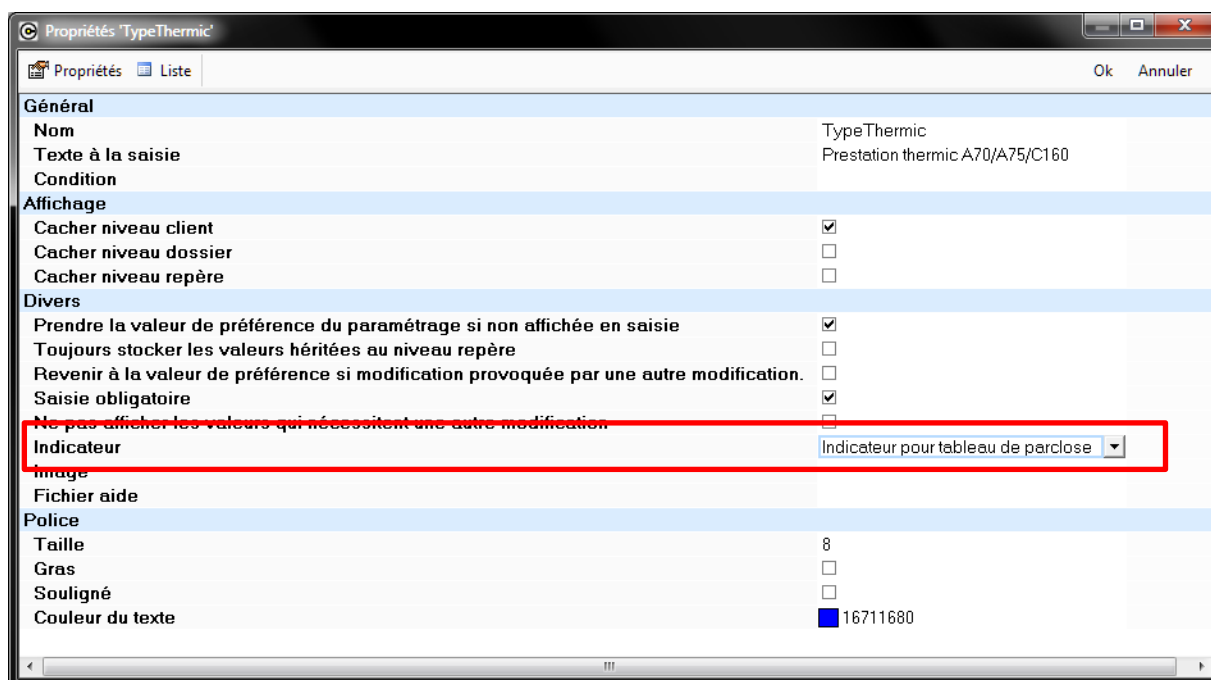 Propriétés 'TypeThermic'
Propriétés Liste Ok Annuler
Général
Nom TypeThermic
Texte à la saisie Prestation thermic A70/A75/C160
Condition
Affichage
Cacher niveau client
Cacher niveau dossier
Cacher niveau repère
Divers
Prendre la valeur de préférence du paramétrage si non affichée en saisie
Toujours stocker les valeurs héritées au niveau repère
Revenir à la valeur de préférence si modification provoquée par une autre modification.
Saisie obligatoire
Ne pas afficher les valeurs qui nécessitent une autre modification
Indicateur Indicateur pour tableau de parclose
Image
Fichier aide
Police
Taille 8
Gras
Souligné
Couleur du texte 16711680